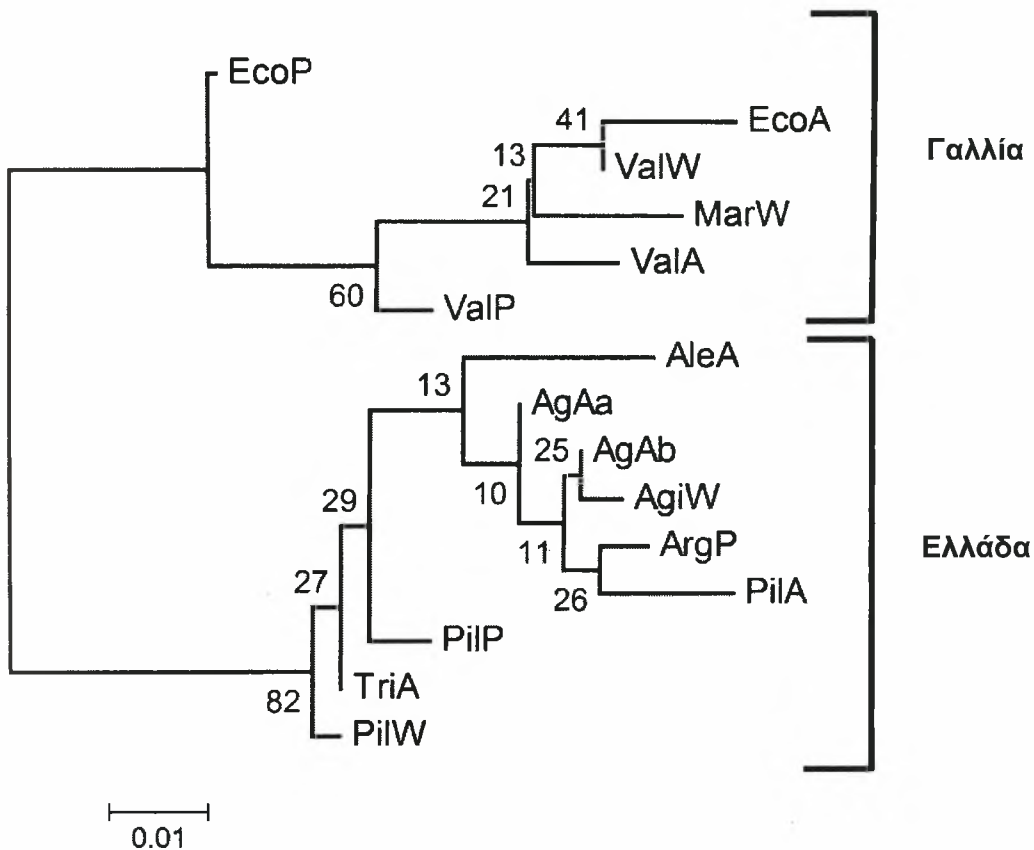 EcoP
41
EcoA
13
ValW
Γαλλία
21
MarW
ValA
60
ValP
AleA
13
AgAa
25
AgAb
29
10
AgiW
11
ArgP
Ελλάδα
27
26
PilA
PilP
82
TriA
PilW
0.01